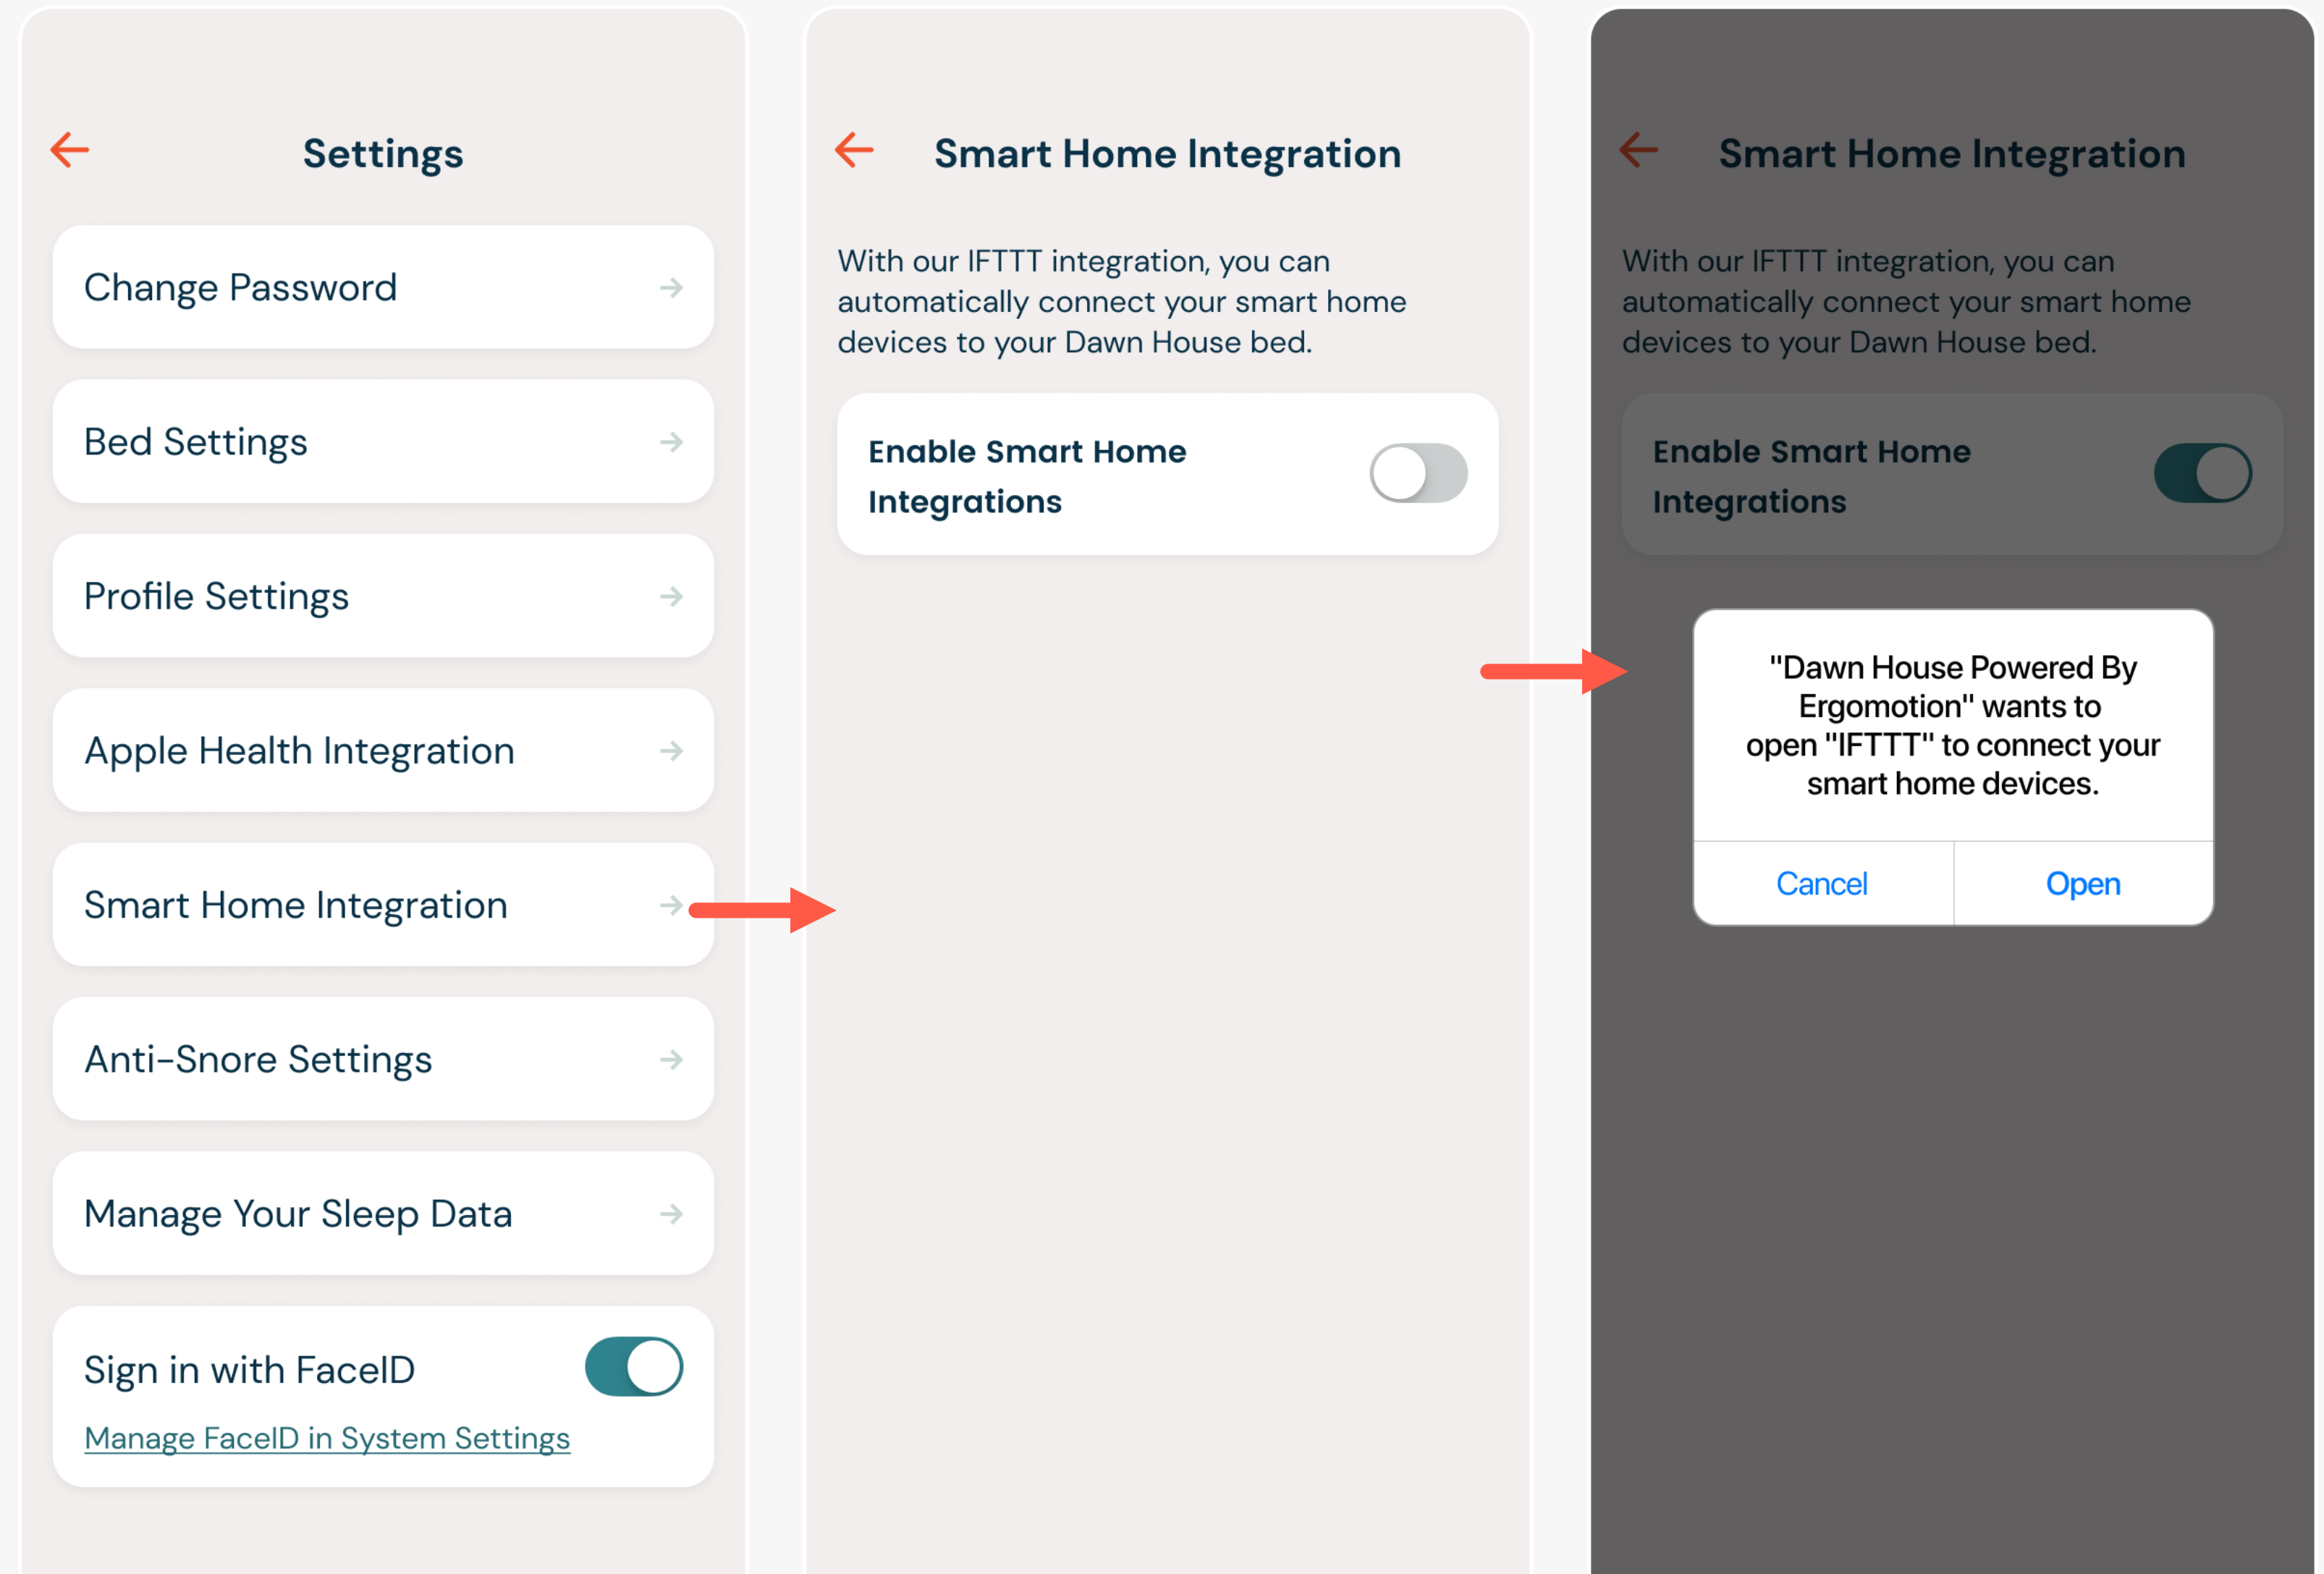 Settings
Change Password
Bed Settings
Profile Settings
Apple Health Integration
Smart Home Integration
Anti-Snore Settings
Manage Your Sleep Data
Sign in with FaceID
Manage FaceID in System Settings
Smart Home Integration
With our IFTTT integration, you can
automatically connect your smart home
devices to your Dawn House bed.
Enable Smart Home
Integrations
Smart Home Integration
With our IFTTT integration, you can
automatically connect your smart home
devices to your Dawn House bed.
Enable Smart Home
Integrations
"Dawn House Powered By
Ergomotion" wants to
open "IFTTT" to connect your
smart home devices.
Cancel
Open